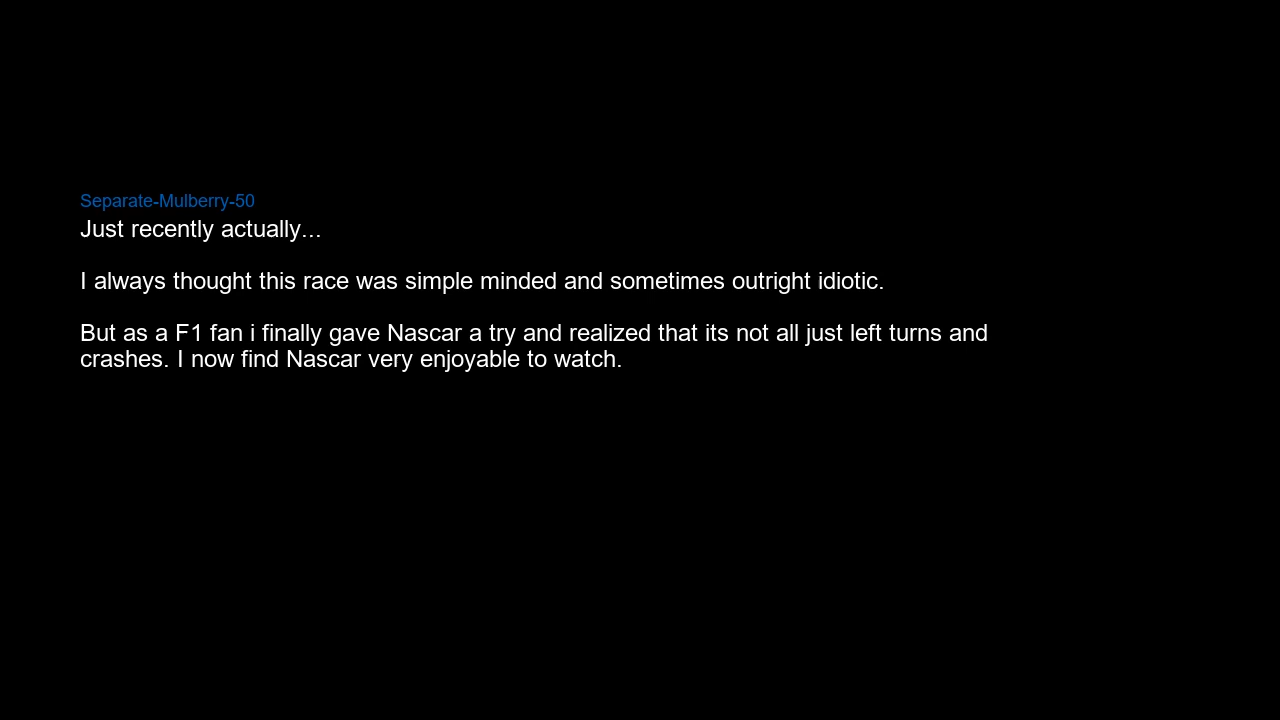 Separate-Mulberry-50
Just recently actually...
I always thought this race was simple minded and sometimes outright idiotic.
But as a F1 fan i finally gave Nascar a try and realized that its not all just left turns and
crashes. I now find Nascar very enjoyable to watch.